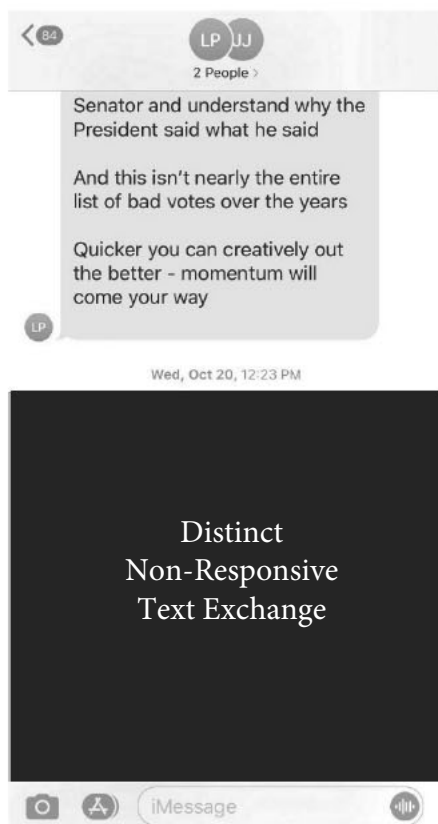 84
LP JJ
2 People >
Senator and understand why the
President said what he said
And this isn't nearly the entire
list of bad votes over the years
Quicker you can creatively out
the better - momentum will
come your way
LP
Wed, Oct 20, 12:23 PM
Distinct
Non-Responsive
Text Exchange
iMessage